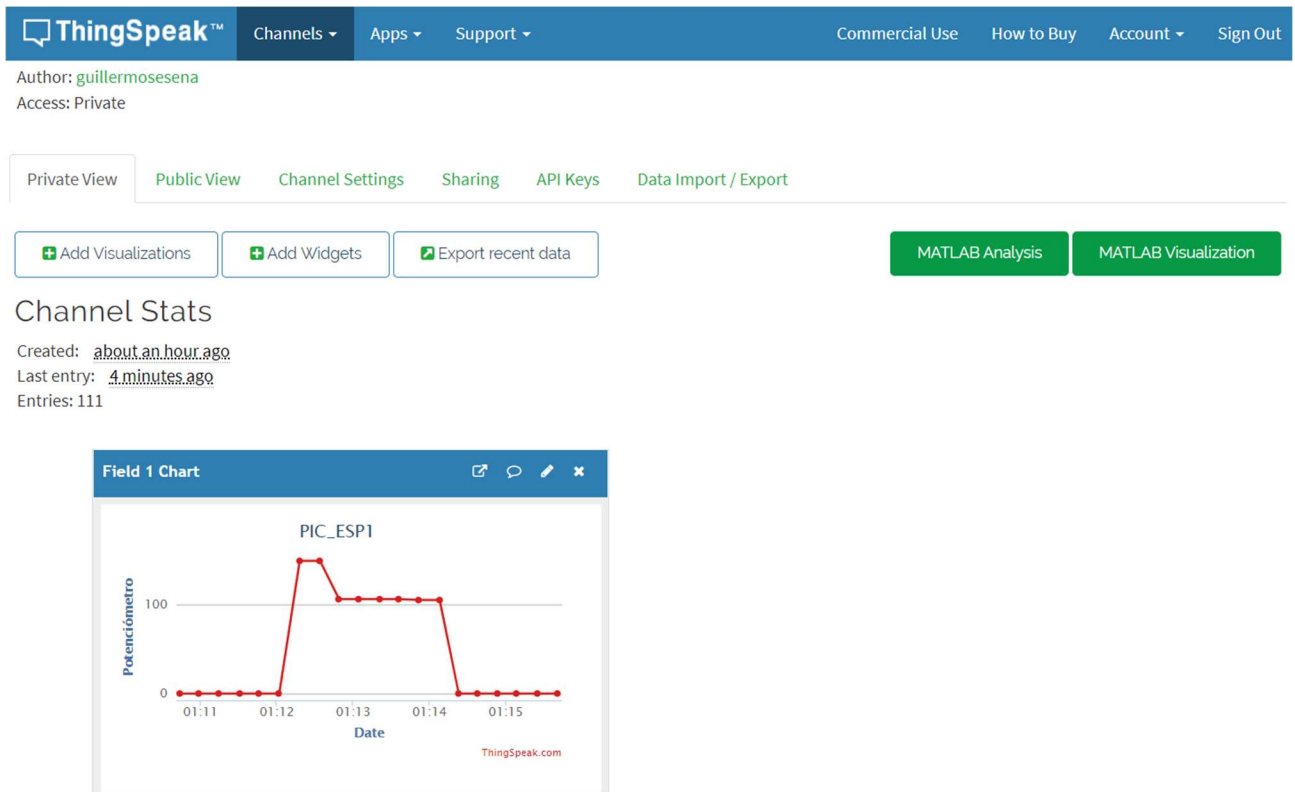 ThingSpeak™ Channels Apps Support Commercial Use How to Buy Account Sign Out
Author: guillermosesena
Access: Private
Private View Public View Channel Settings Sharing API Keys Data Import / Export
Add Visualizations Add Widgets Export recent data MATLAB Analysis MATLAB Visualization
Channel Stats
Created: about an hour ago
Last entry: 4 minutes ago
Entries: 111
Field 1 Chart
PIC_ESP1
Potenciómetro
100
0
01:11 01:12 01:13 01:14 01:15
Date
ThingSpeak.com